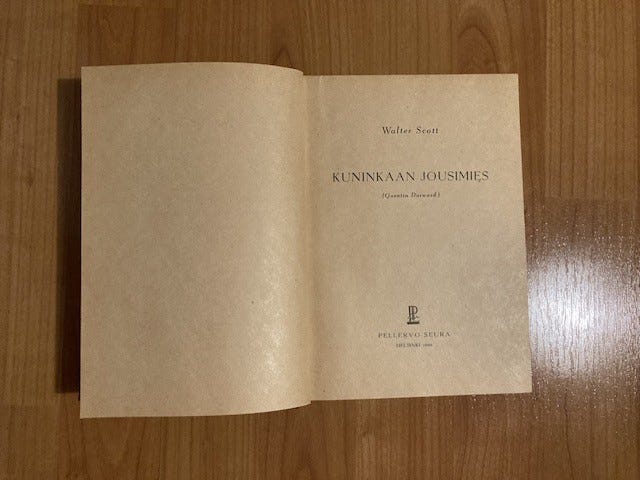 Walter Scott
KUNINKAAN JOUSIMIES
(Quentin Durward)
PELLERVO SEURA
HELSINKI